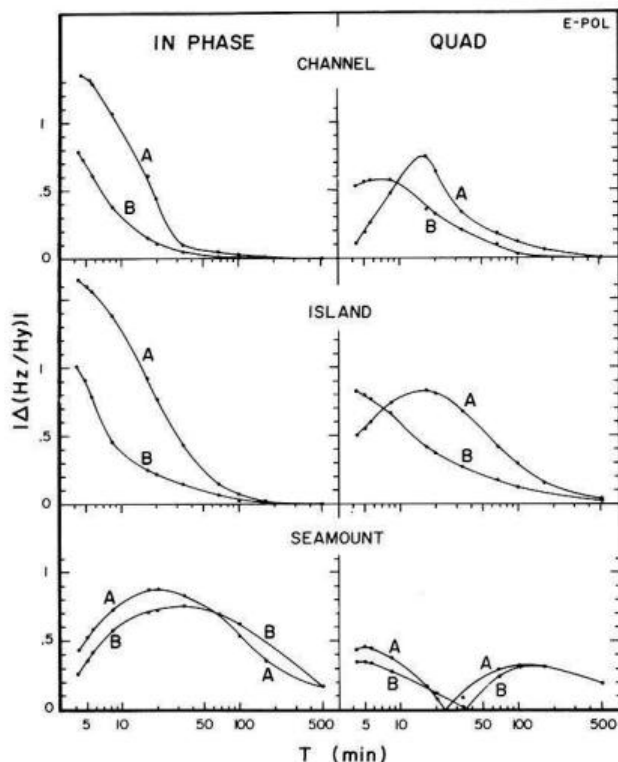 E-POL
IN PHASE QUAD
CHANNEL
1
.5
0
A
B
A
B
ISLAND
1
.5
0
A
B
A
B
SEAMOUNT
1
.5
0
A
B
B
A
A
B
A
B
|Δ(Hz/Hy)|
5 10 50 100 500 5 10 50 100 500
T (min)